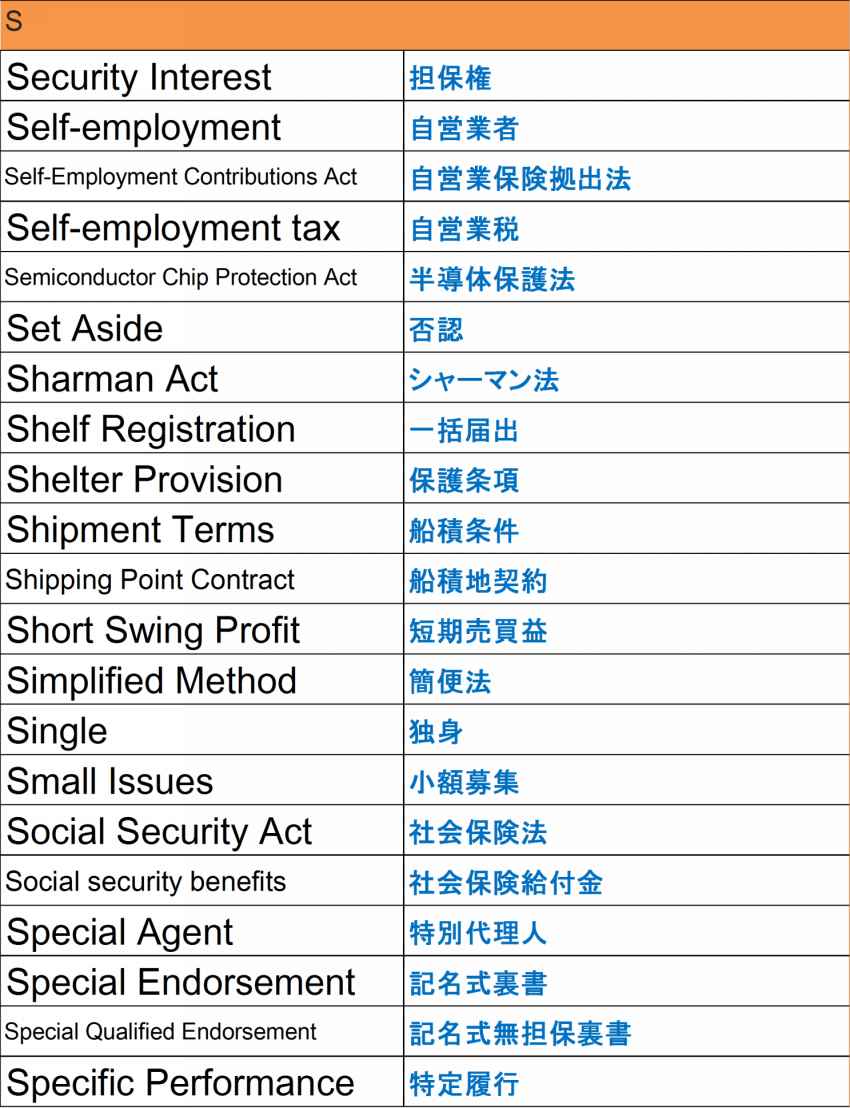 S
Security Interest 担保権
Self-employment 自営業者
Self-Employment Contributions Act 自営業保険拠出法
Self-employment tax 自営業税
Semiconductor Chip Protection Act 半導体保護法
Set Aside 否認
Sharman Act シャーマン法
Shelf Registration 一括届出
Shelter Provision 保護条項
Shipment Terms 船積条件
Shipping Point Contract 船積地契約
Short Swing Profit 短期売買益
Simplified Method 簡便法
Single 独身
Small Issues 小額募集
Social Security Act 社会保険法
Social security benefits 社会保険給付金
Special Agent 特別代理人
Special Endorsement 記名式裏書
Special Qualified Endorsement 記名式無担保裏書
Specific Performance 特定履行